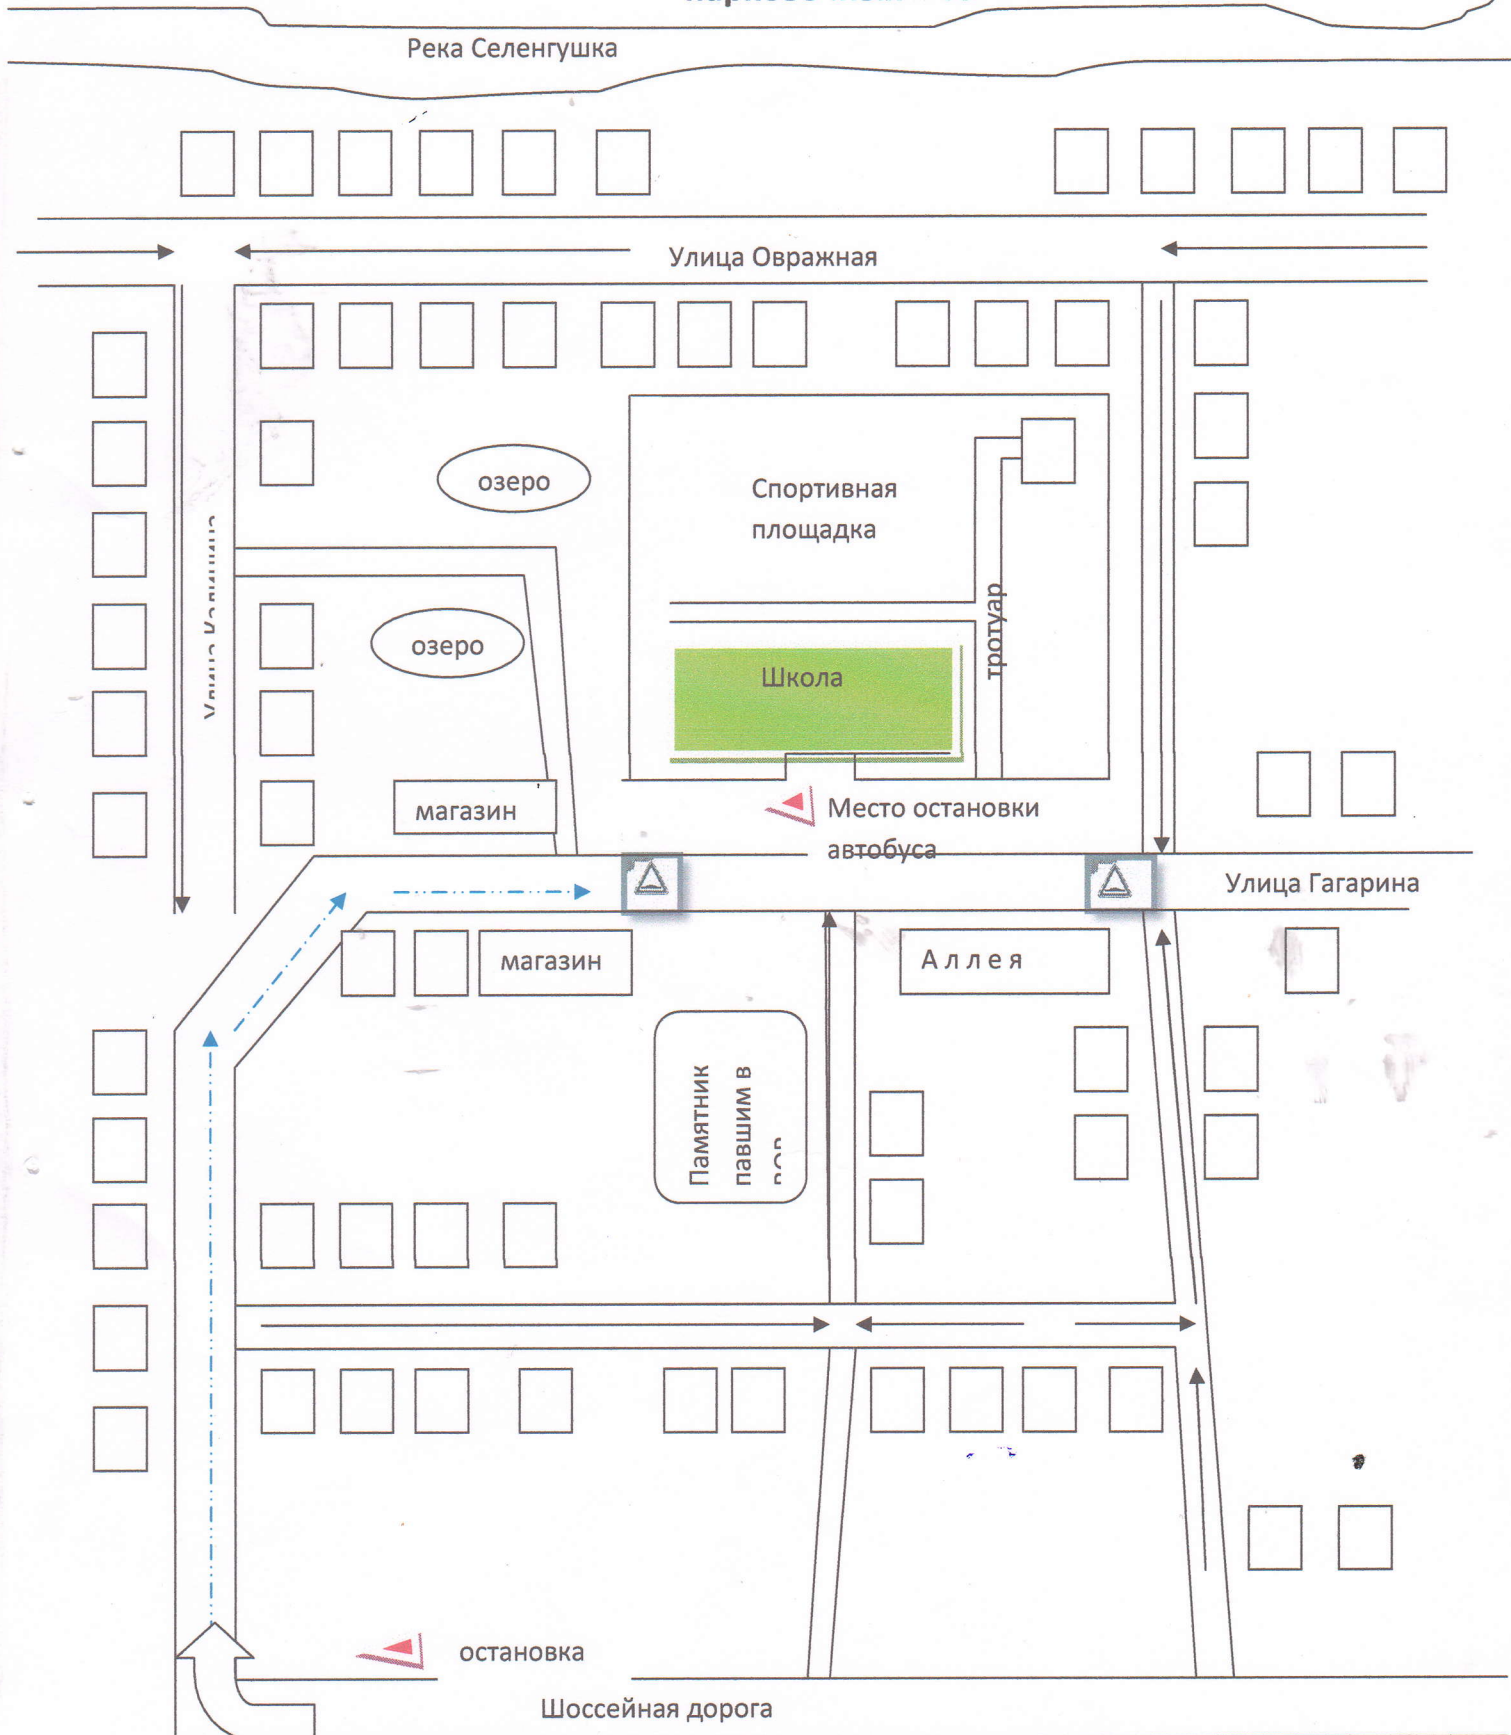 Река Селенгушка
Улица Овражная
озеро
Спортивная
площадка
озеро
тротуар
Школа
Улица
магазин
Место остановки
автобуса
Улица Гагарина
магазин
Аллея
Памятник
павшим в
остановка
Шоссейная дорога